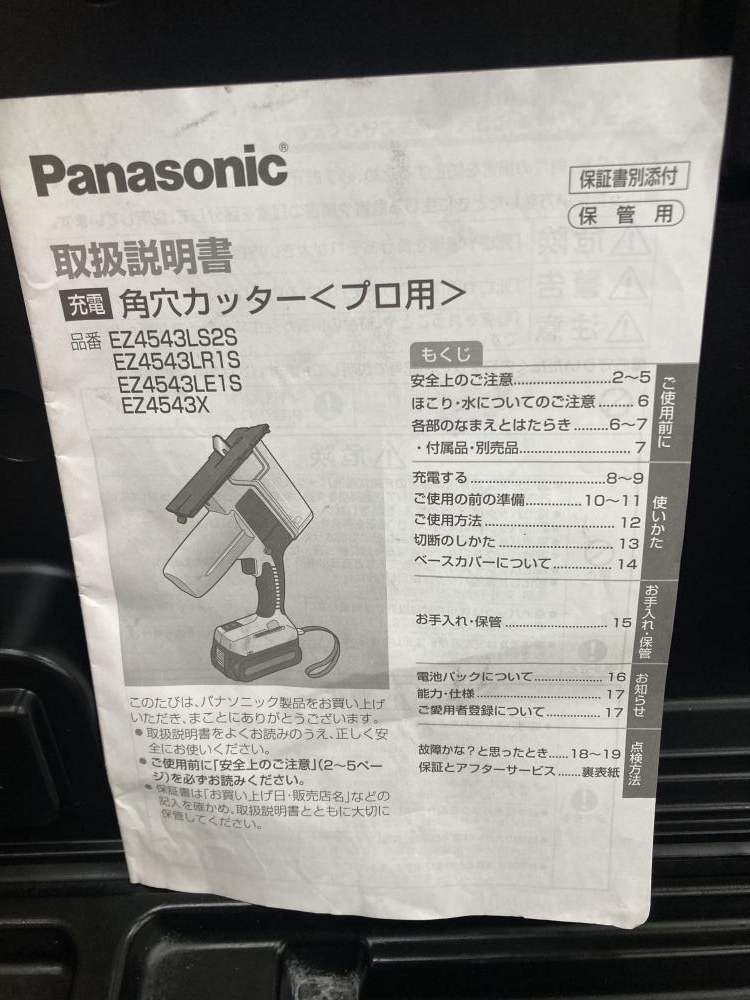 Panasonic®
保証書別添付
保管用
取扱説明書
充電 角穴カッター<プロ用>
品番 EZ4543LS2S
EZ4543LR1S
EZ4543LE1S
EZ4543X
もくじ
安全上のご注意……………2〜5
ほこり・水についてのご注意………6
各部のなまえとはたらき………6〜7
・付属品・別売品……………7
ご使用前に
充電する……………8〜9
ご使用の前の準備……………10〜11
ご使用方法……………12
切断のしかた……………13
ベースカバーについて……………14
使いかた
お手入れ・保管……………15
お手入れ・保管
電池パックについて……………16
能力・仕様……………17
ご愛用者登録について……………17
お知らせ
故障かな?と思ったとき……18〜19
保証とアフターサービス……裏表紙
点検方法
このたびは、パナソニック製品をお買い上げ
いただき、まことにありがとうございます。
● 取扱説明書をよくお読みのうえ、正しく安
全にお使いください。
● ご使用前に「安全上のご注意」(2〜5ペー
ジ)を必ずお読みください。
● 保証書は「お買い上げ日・販売店名」などの
記入を確かめ、取扱説明書とともに大切に
保管してください。